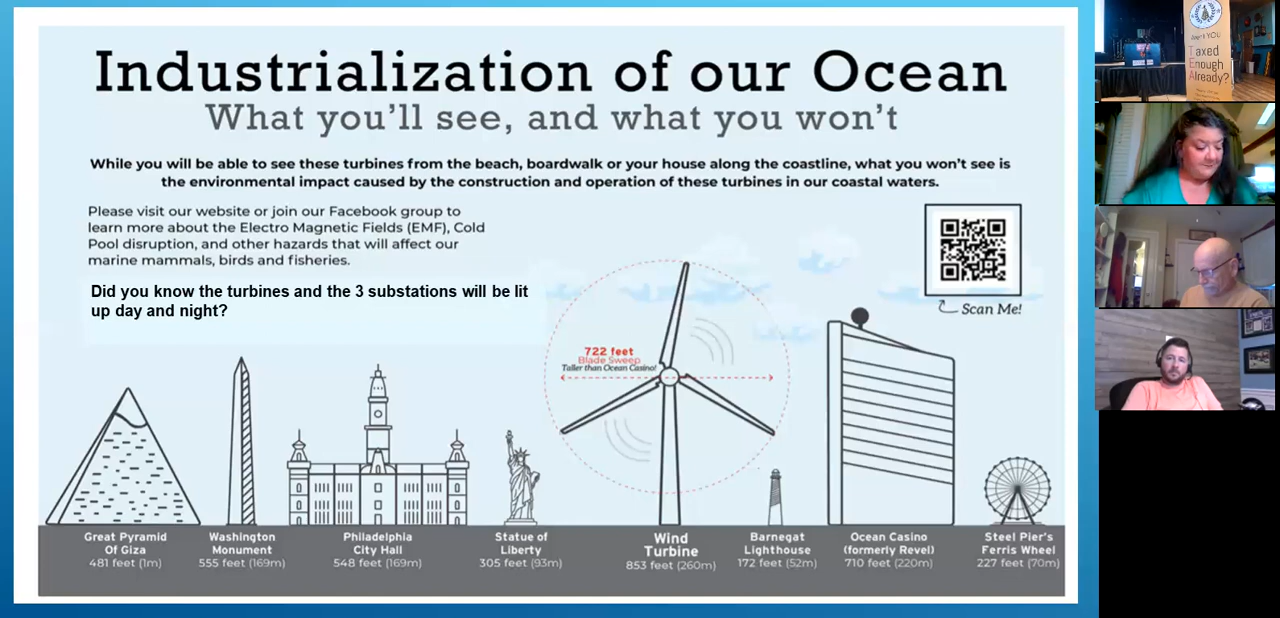 Industrialization of our Ocean
What you'll see, and what you won't
While you will be able to see these turbines from the beach, boardwalk or your house along the coastline, what you won't see is
the environmental impact caused by the construction and operation of these turbines in our coastal waters.
Please visit our website or join our Facebook group to
learn more about the Electro Magnetic Fields (EMF), Cold
Pool disruption, and other hazards that will affect our
marine mammals, birds and fisheries.
Did you know the turbines and the 3 substations will be lit
up day and night?
Scan Me!
722 feet
Blade Sweep
Taller than Ocean Casino!
Great Pyramid
Of Giza
481 feet (1m)
Washington
Monument
555 feet (169m)
Philadelphia
City Hall
548 feet (169m)
Statue of
Liberty
305 feet (93m)
Wind
Turbine
853 feet (260m)
Barnegat
Lighthouse
172 feet (52m)
Ocean Casino
(formerly Revel)
710 feet (220m)
Steel Pier's
Ferris Wheel
227 feet (70m)
Aren't YOU
Taxed
Enough
Already?